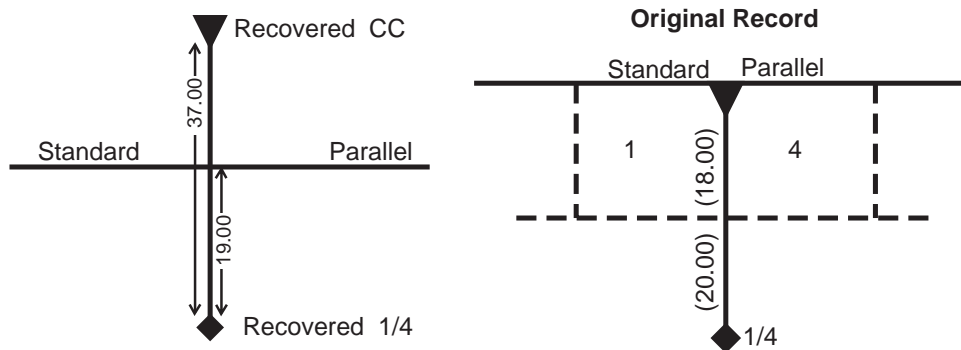 Recovered CC
37.00
Standard Parallel
19.00
Recovered 1/4
Original Record
Standard Parallel
1 4
(18.00)
(20.00)
1/4